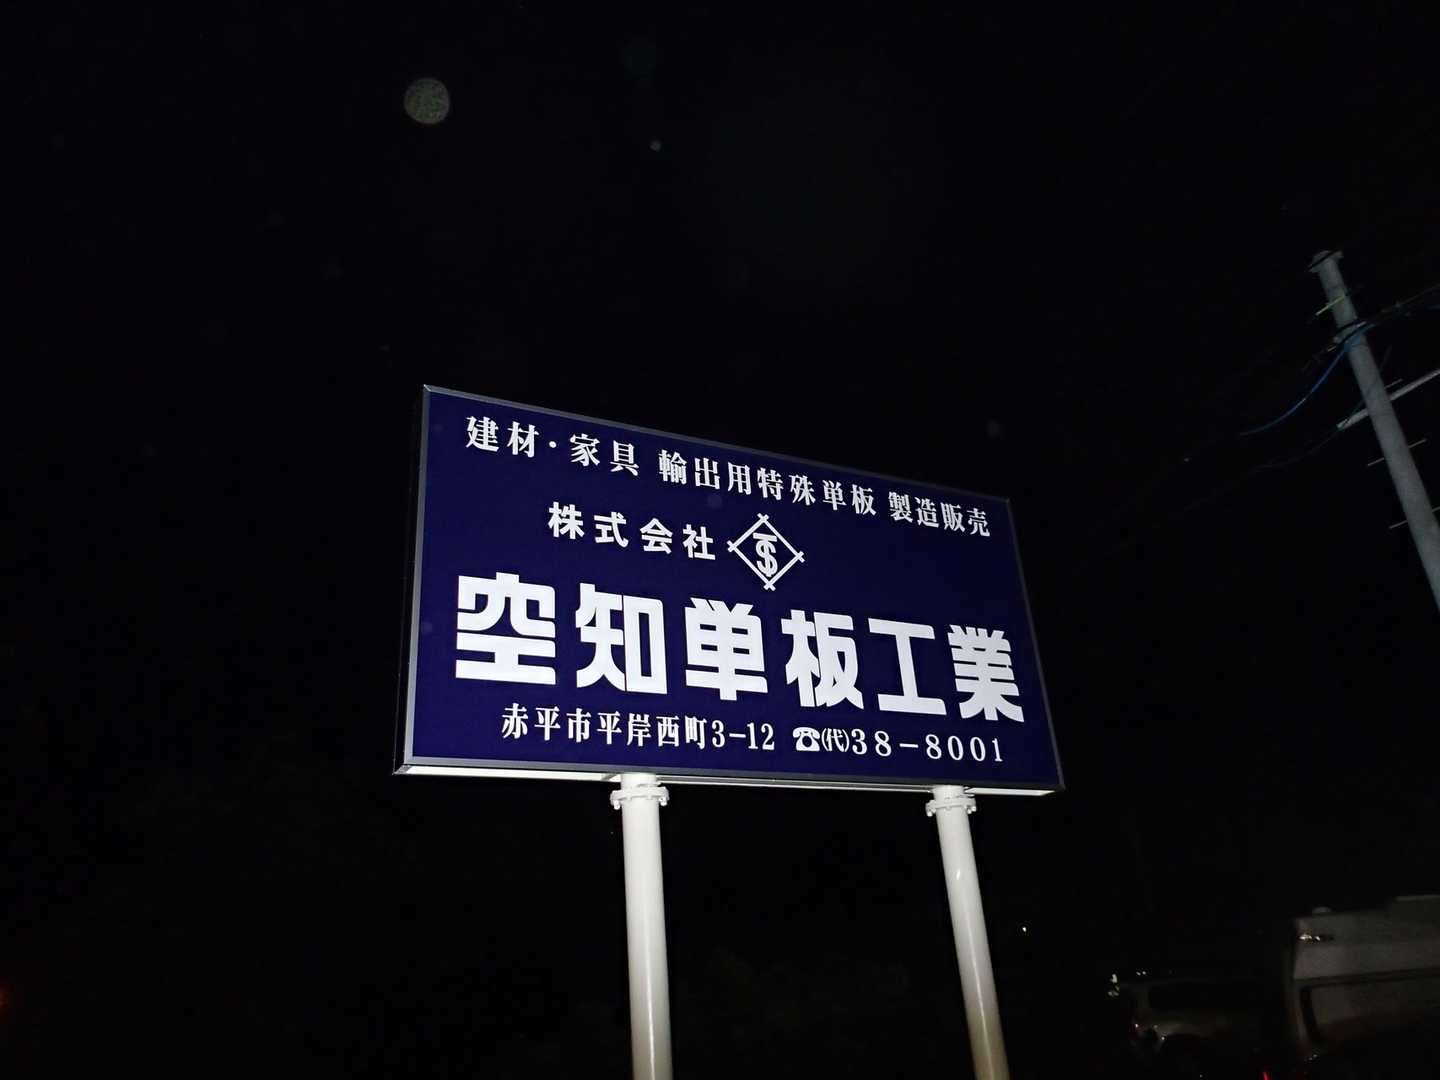 建材・家具 輸出用特殊単板 製造販売
株式会社 TS
空知単板工業
赤平市平岸西町3-12 ☎(代)38-8001